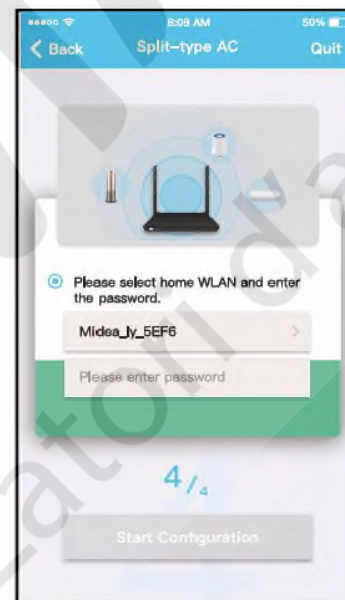 8:08 AM 50%
Back Split-type AC Quit
Please select home WLAN and enter
the password.
Midea_ly_5EF6
Please enter password
4/4
Start Configuration